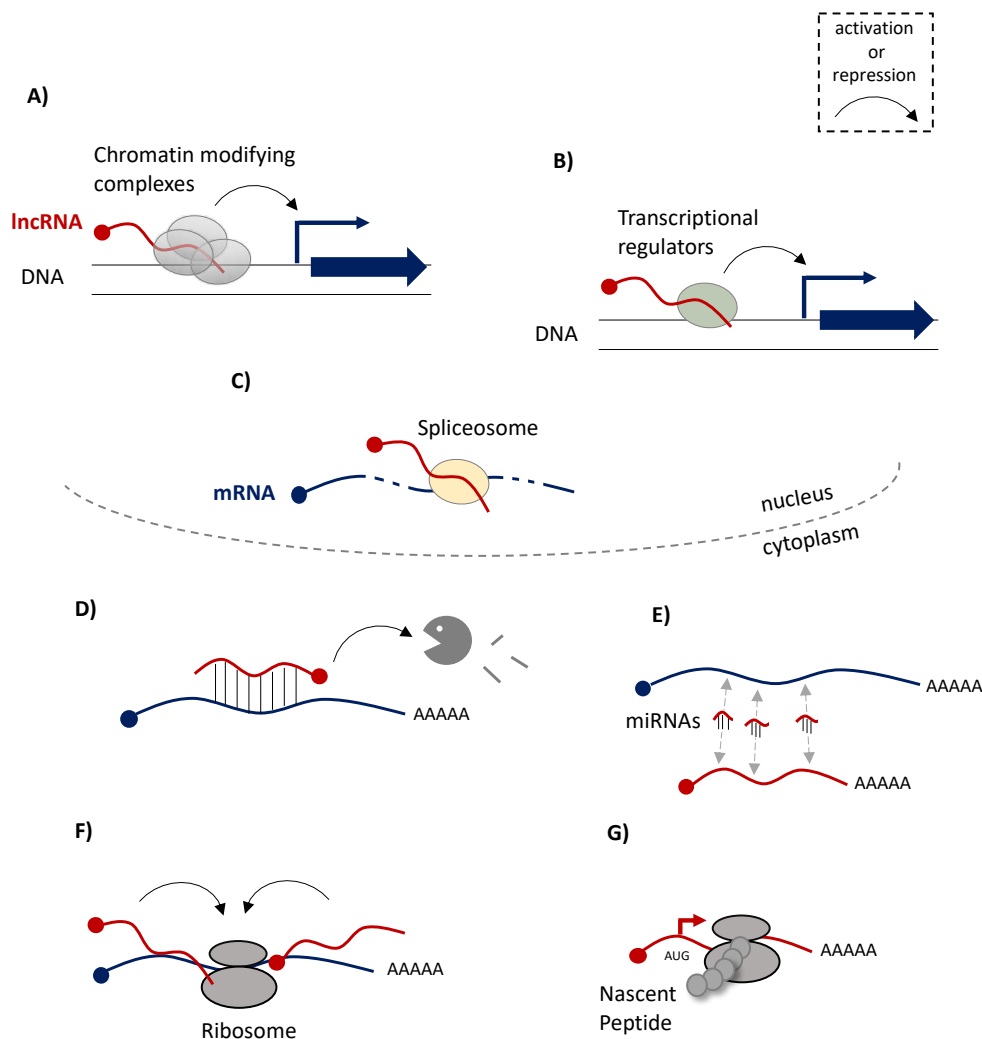 activation
or
repression
A)
Chromatin modifying
complexes
lncRNA
DNA
B)
Transcriptional
regulators
DNA
C)
Spliceosome
mRNA
nucleus
cytoplasm
D)
AAAAA
E)
AAAAA
miRNAs
AAAAA
F)
AAAAA
Ribosome
G)
AUG
AAAAA
Nascent
Peptide